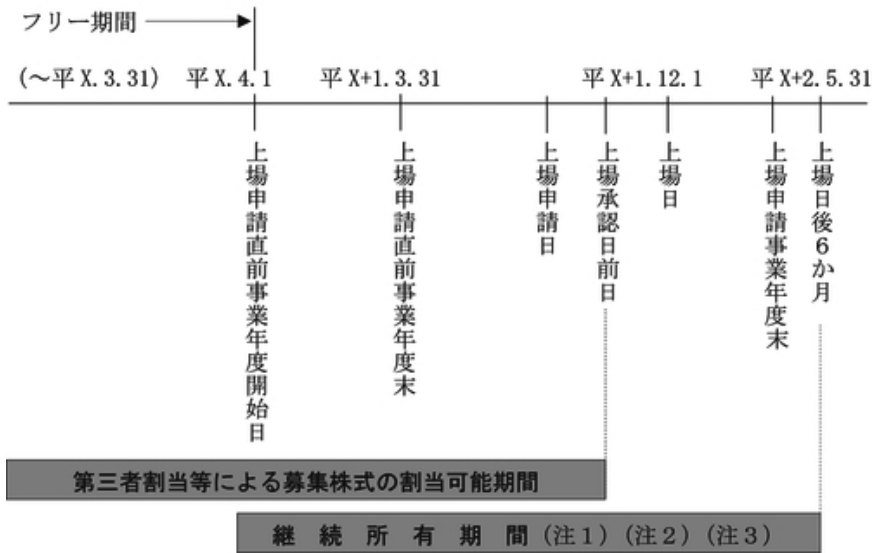 フリー期間
(～平X.3.31) 平X.4.1 平X+1.3.31 平X+1.12.1 平X+2.5.31
上場申請直前事業年度開始日
上場申請直前事業年度末
上場申請日
上場承認日前日
上場日
上場申請事業年度末
上場日後6か月
第三者割当等による募集株式の割当可能期間
継続所有期間(注1)(注2)(注3)